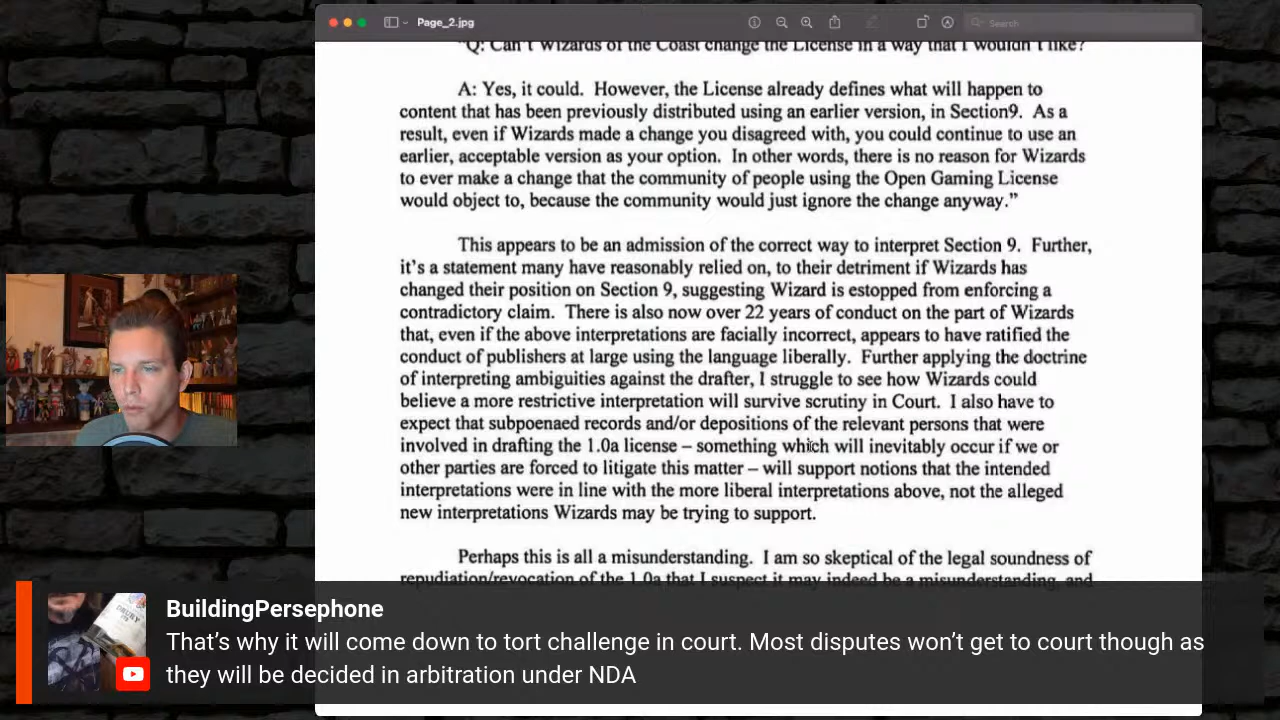 Page_2.jpg
Search
"Q: Can't Wizards of the Coast change the License in a way that I wouldn't like?
A: Yes, it could. However, the License already defines what will happen to
content that has been previously distributed using an earlier version, in Section9. As a
result, even if Wizards made a change you disagreed with, you could continue to use an
earlier, acceptable version as your option. In other words, there is no reason for Wizards
to ever make a change that the community of people using the Open Gaming License
would object to, because the community would just ignore the change anyway."
This appears to be an admission of the correct way to interpret Section 9. Further,
it's a statement many have reasonably relied on, to their detriment if Wizards has
changed their position on Section 9, suggesting Wizard is estopped from enforcing a
contradictory claim. There is also now over 22 years of conduct on the part of Wizards
that, even if the above interpretations are facially incorrect, appears to have ratified the
conduct of publishers at large using the language liberally. Further applying the doctrine
of interpreting ambiguities against the drafter, I struggle to see how Wizards could
believe a more restrictive interpretation will survive scrutiny in Court. I also have to
expect that subpoenaed records and/or depositions of the relevant persons that were
involved in drafting the 1.0a license – something which will inevitably occur if we or
other parties are forced to litigate this matter – will support notions that the intended
interpretations were in line with the more liberal interpretations above, not the alleged
new interpretations Wizards may be trying to support.
Perhaps this is all a misunderstanding. I am so skeptical of the legal soundness of
repudiation/revocation of the 1.0a that I suspect it may indeed be a misunderstanding, and
BuildingPersephone
That's why it will come down to tort challenge in court. Most disputes won't get to court though as
they will be decided in arbitration under NDA